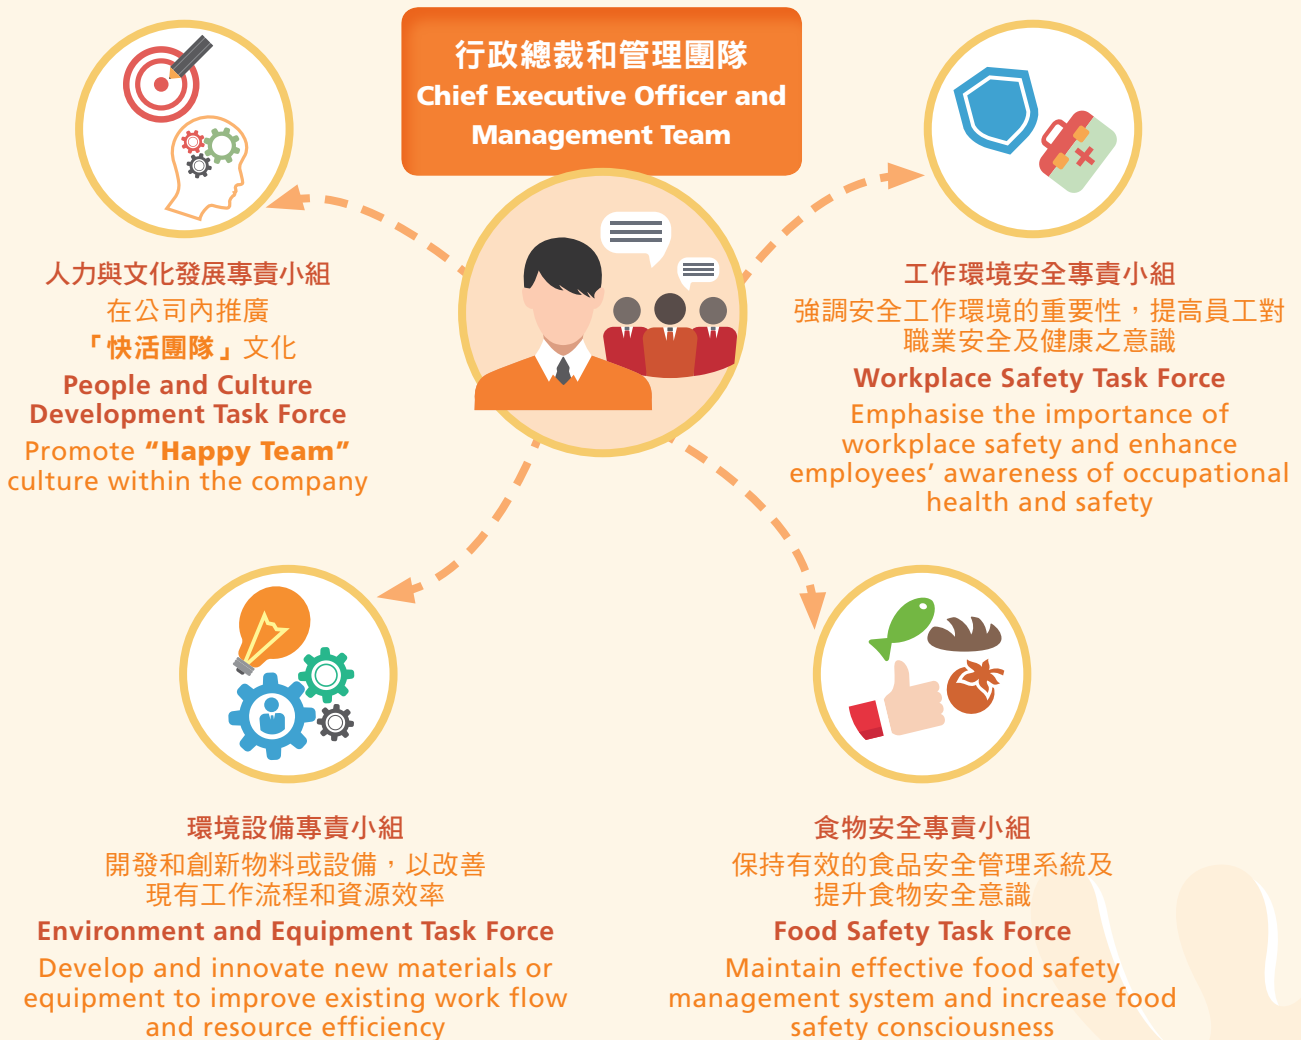 行政總裁和管理團隊
Chief Executive Officer and
Management Team
人力與文化發展專責小組
在公司內推廣
「快活團隊」文化
People and Culture
Development Task Force
Promote “Happy Team”
culture within the company
工作環境安全專責小組
強調安全工作環境的重要性，提高員工對
職業安全及健康之意識
Workplace Safety Task Force
Emphasise the importance of
workplace safety and enhance
employees’ awareness of occupational
health and safety
環境設備專責小組
開發和創新物料或設備，以改善
現有工作流程和資源效率
Environment and Equipment Task Force
Develop and innovate new materials or
equipment to improve existing work flow
and resource efficiency
食物安全專責小組
保持有效的食品安全管理系統及
提升食物安全意識
Food Safety Task Force
Maintain effective food safety
management system and increase food
safety consciousness